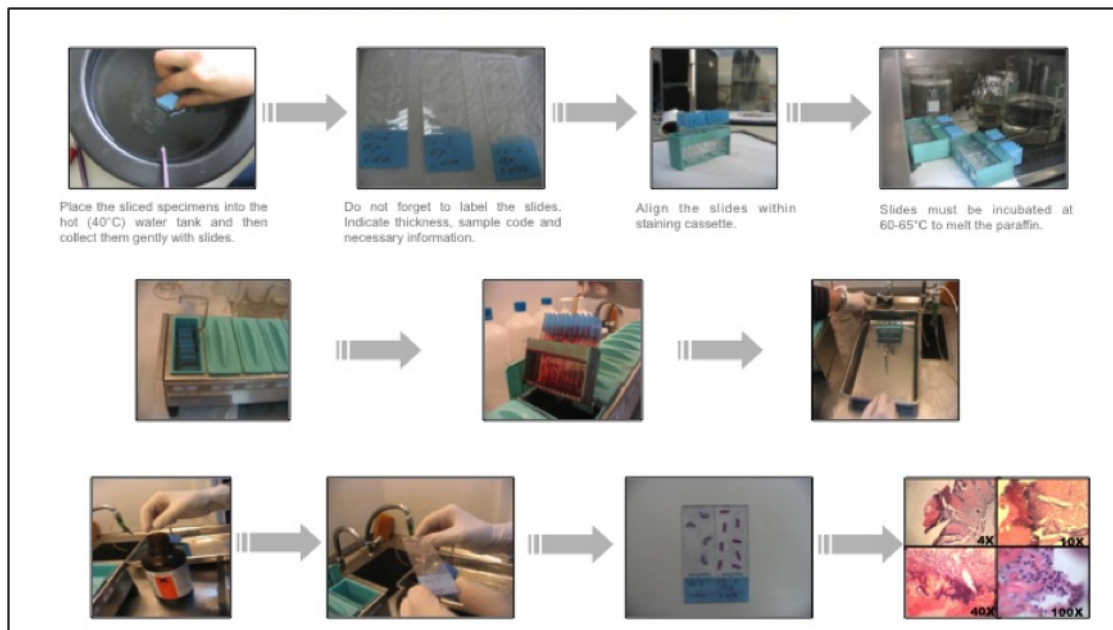 Place the sliced specimens into the
hot (40°C) water tank and then
collect them gently with slides.
Do not forget to label the slides.
Indicate thickness, sample code and
necessary information.
Align the slides within
staining cassette.
Slides must be incubated at
60-65°C to melt the paraffin.
4X
10X
40X
100X